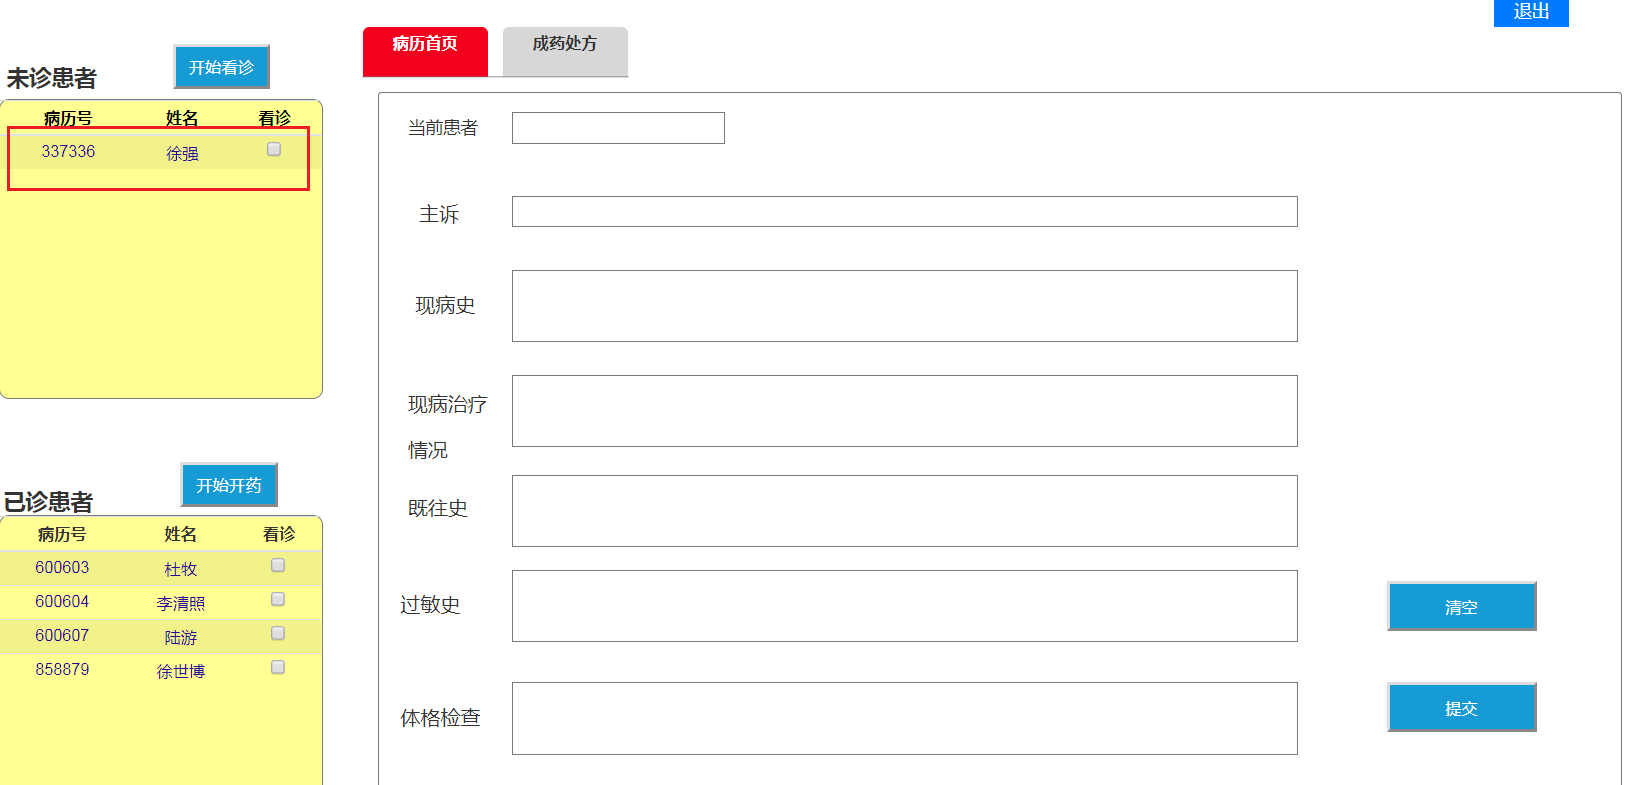 退出
病历首页 成药处方
未诊患者 开始看诊
病历号 姓名 看诊
337336 徐强
已诊患者 开始开药
病历号 姓名 看诊
600603 杜牧
600604 李清照
600607 陆游
858879 徐世博
当前患者
主诉
现病史
现病治疗
情况
既往史
过敏史
体格检查
清空
提交